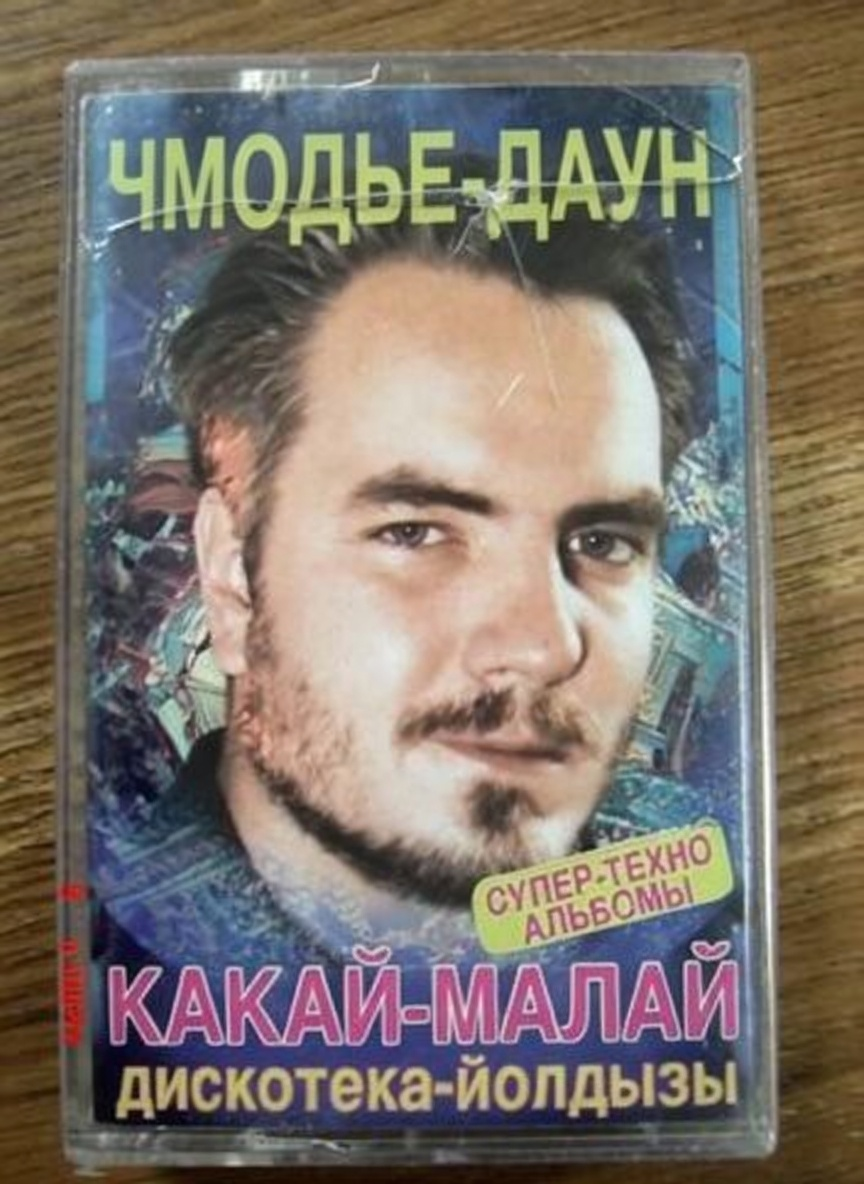 ЧМОДЬЕ-ДАУН
СУПЕР-ТЕХНО
АЛЬБОМЫ
КАКАЙ-МАЛАЙ
дискотека-йолдызы